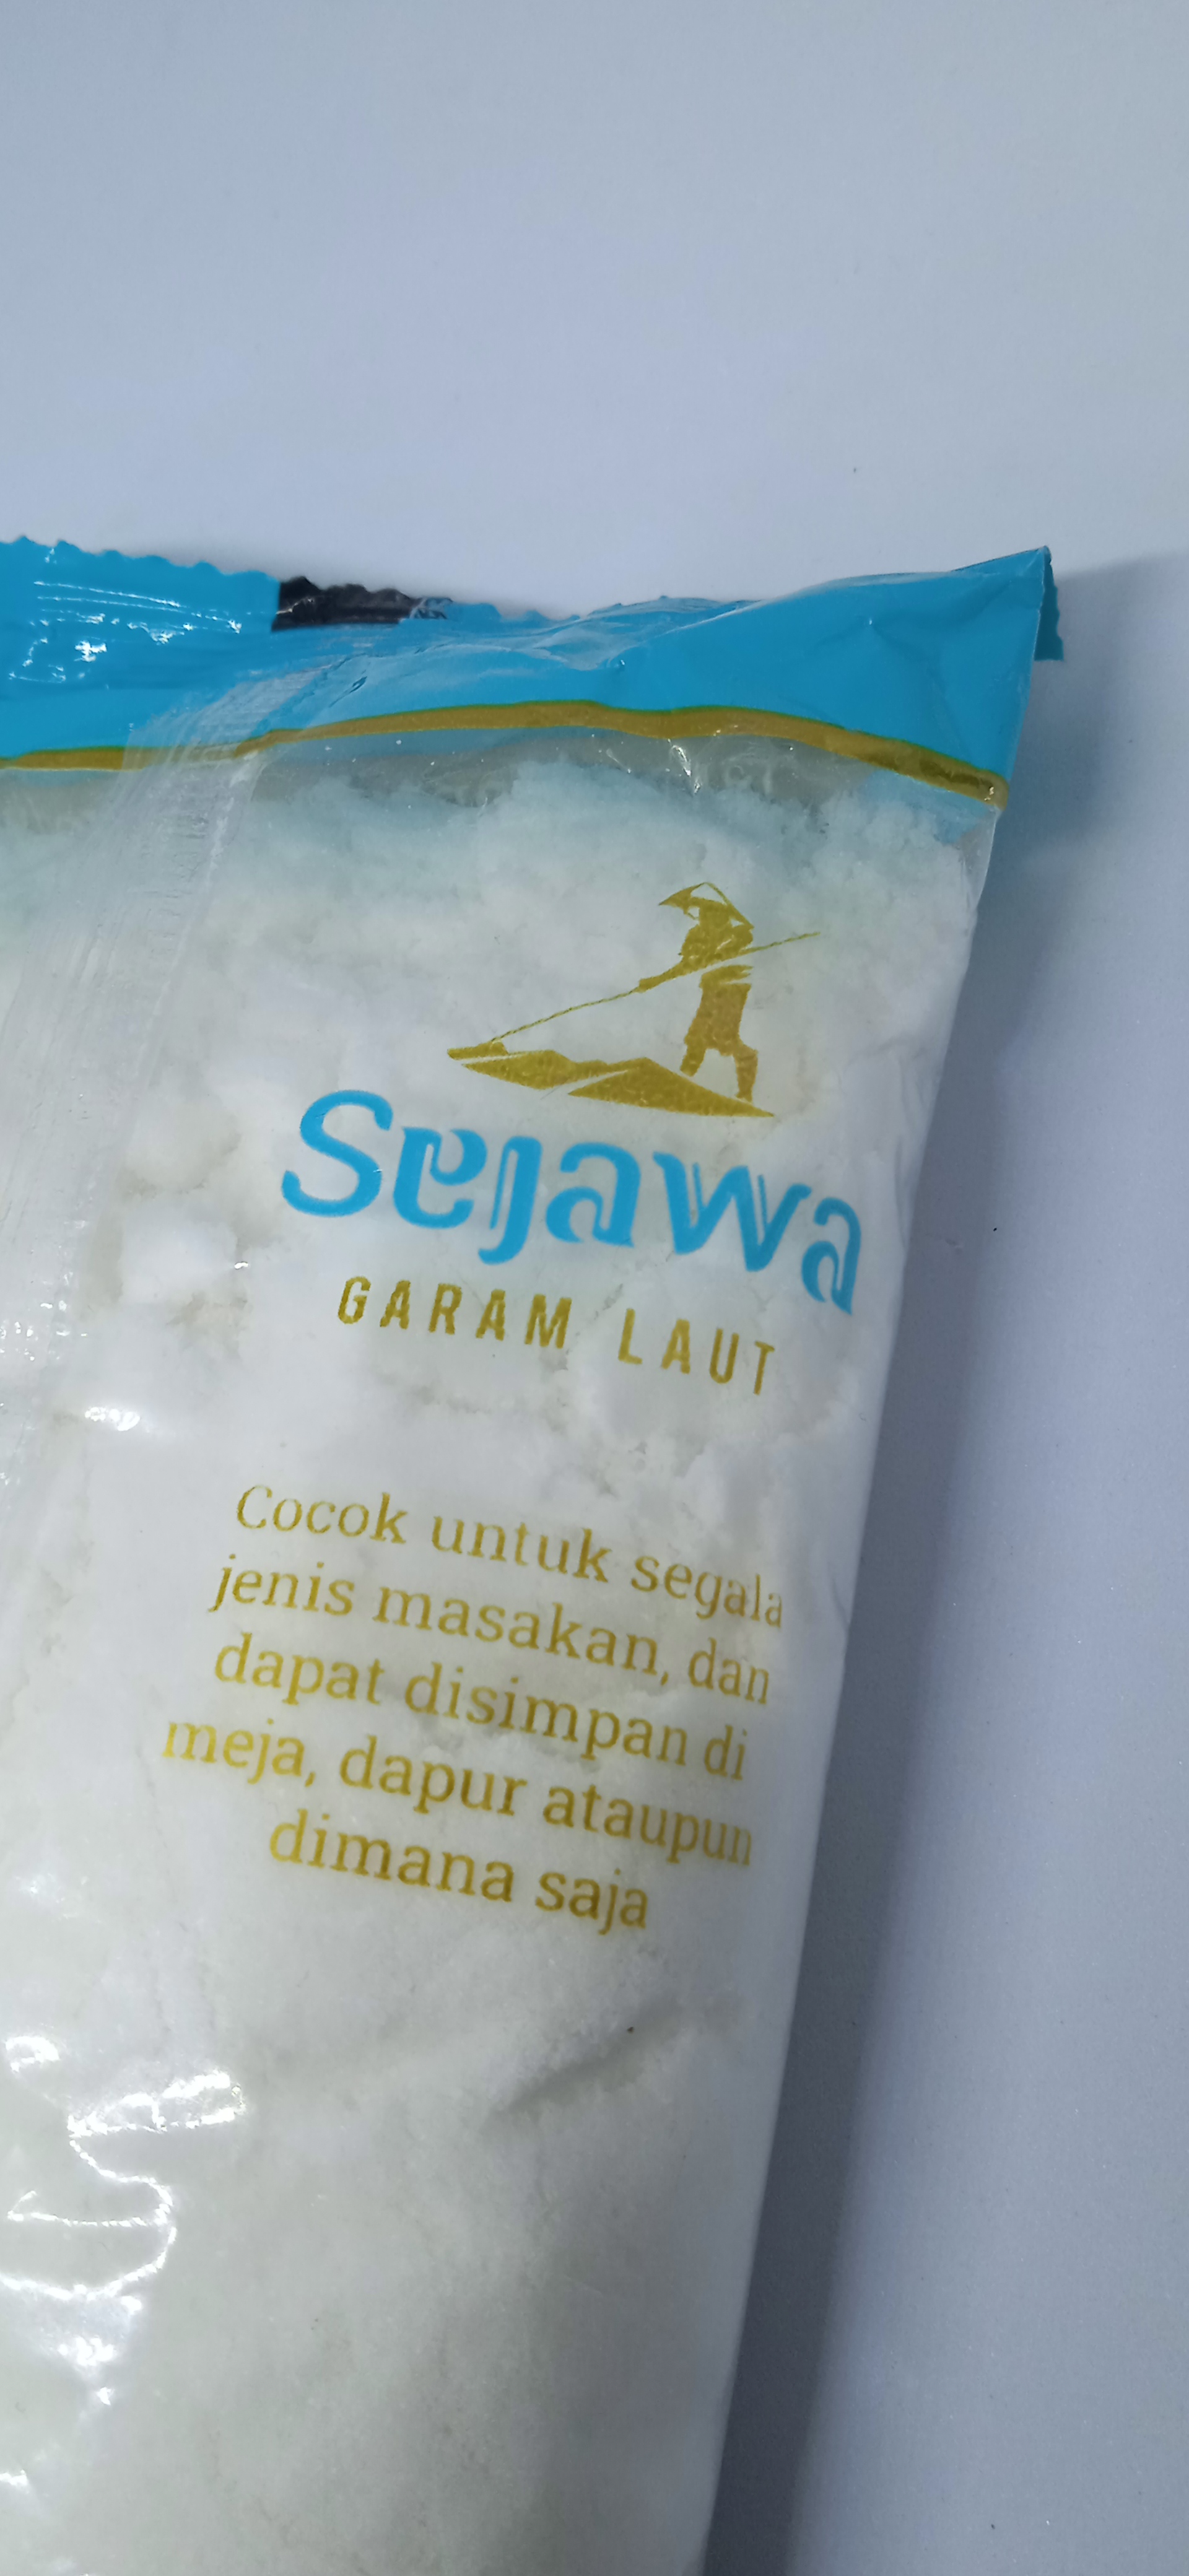 Sejawa
GARAM LAUT
Cocok untuk segala
jenis masakan, dan
dapat disimpan di
meja, dapur ataupun
dimana saja